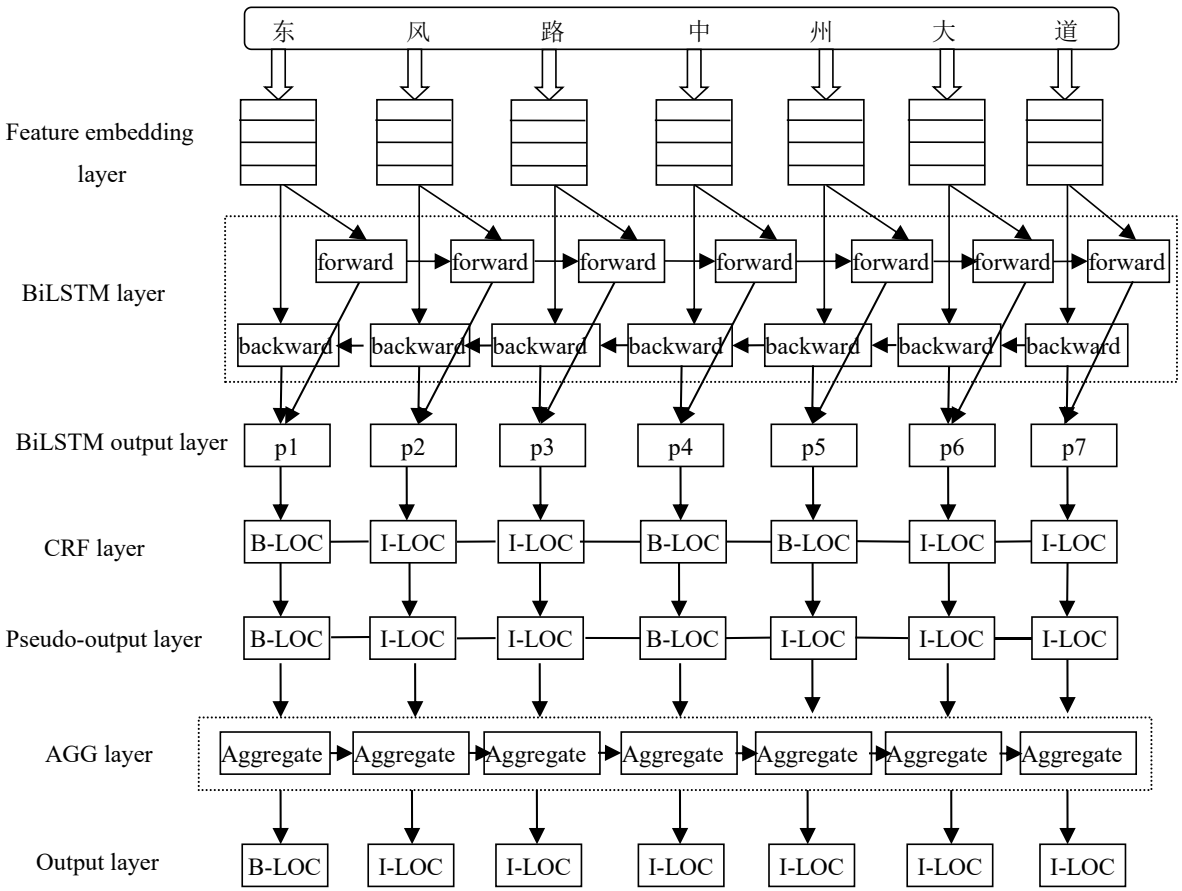 东 风 路 中 州 大 道
Feature embedding
layer
forward forward forward forward forward forward forward
BiLSTM layer
backward backward backward backward backward backward backward
BiLSTM output layer p1 p2 p3 p4 p5 p6 p7
CRF layer B-LOC I-LOC I-LOC B-LOC B-LOC I-LOC I-LOC
Pseudo-output layer B-LOC I-LOC I-LOC B-LOC I-LOC I-LOC I-LOC
AGG layer Aggregate Aggregate Aggregate Aggregate Aggregate Aggregate Aggregate
Output layer B-LOC I-LOC I-LOC I-LOC I-LOC I-LOC I-LOC